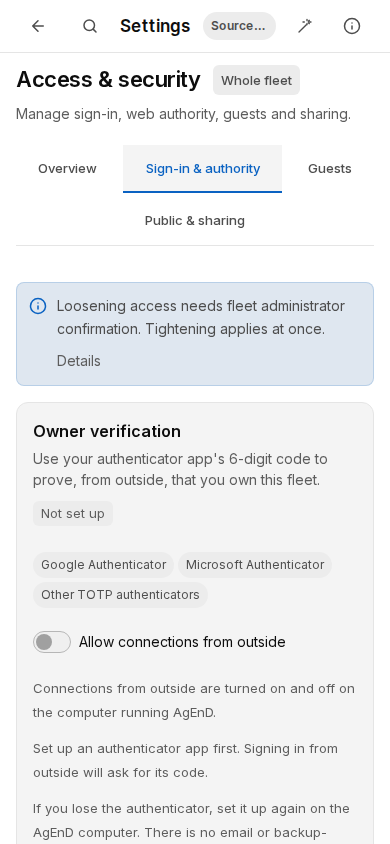 Settings
Source...
Access & security
Whole fleet
Manage sign-in, web authority, guests and sharing.
Overview
Sign-in & authority
Guests
Public & sharing
Loosening access needs fleet administrator
confirmation. Tightening applies at once.
Details
Owner verification
Use your authenticator app's 6-digit code to
prove, from outside, that you own this fleet.
Not set up
Google Authenticator
Microsoft Authenticator
Other TOTP authenticators
Allow connections from outside
Connections from outside are turned on and off on
the computer running AgEnD.
Set up an authenticator app first. Signing in from
outside will ask for its code.
If you lose the authenticator, set it up again on the
AgEnD computer. There is no email or backup-